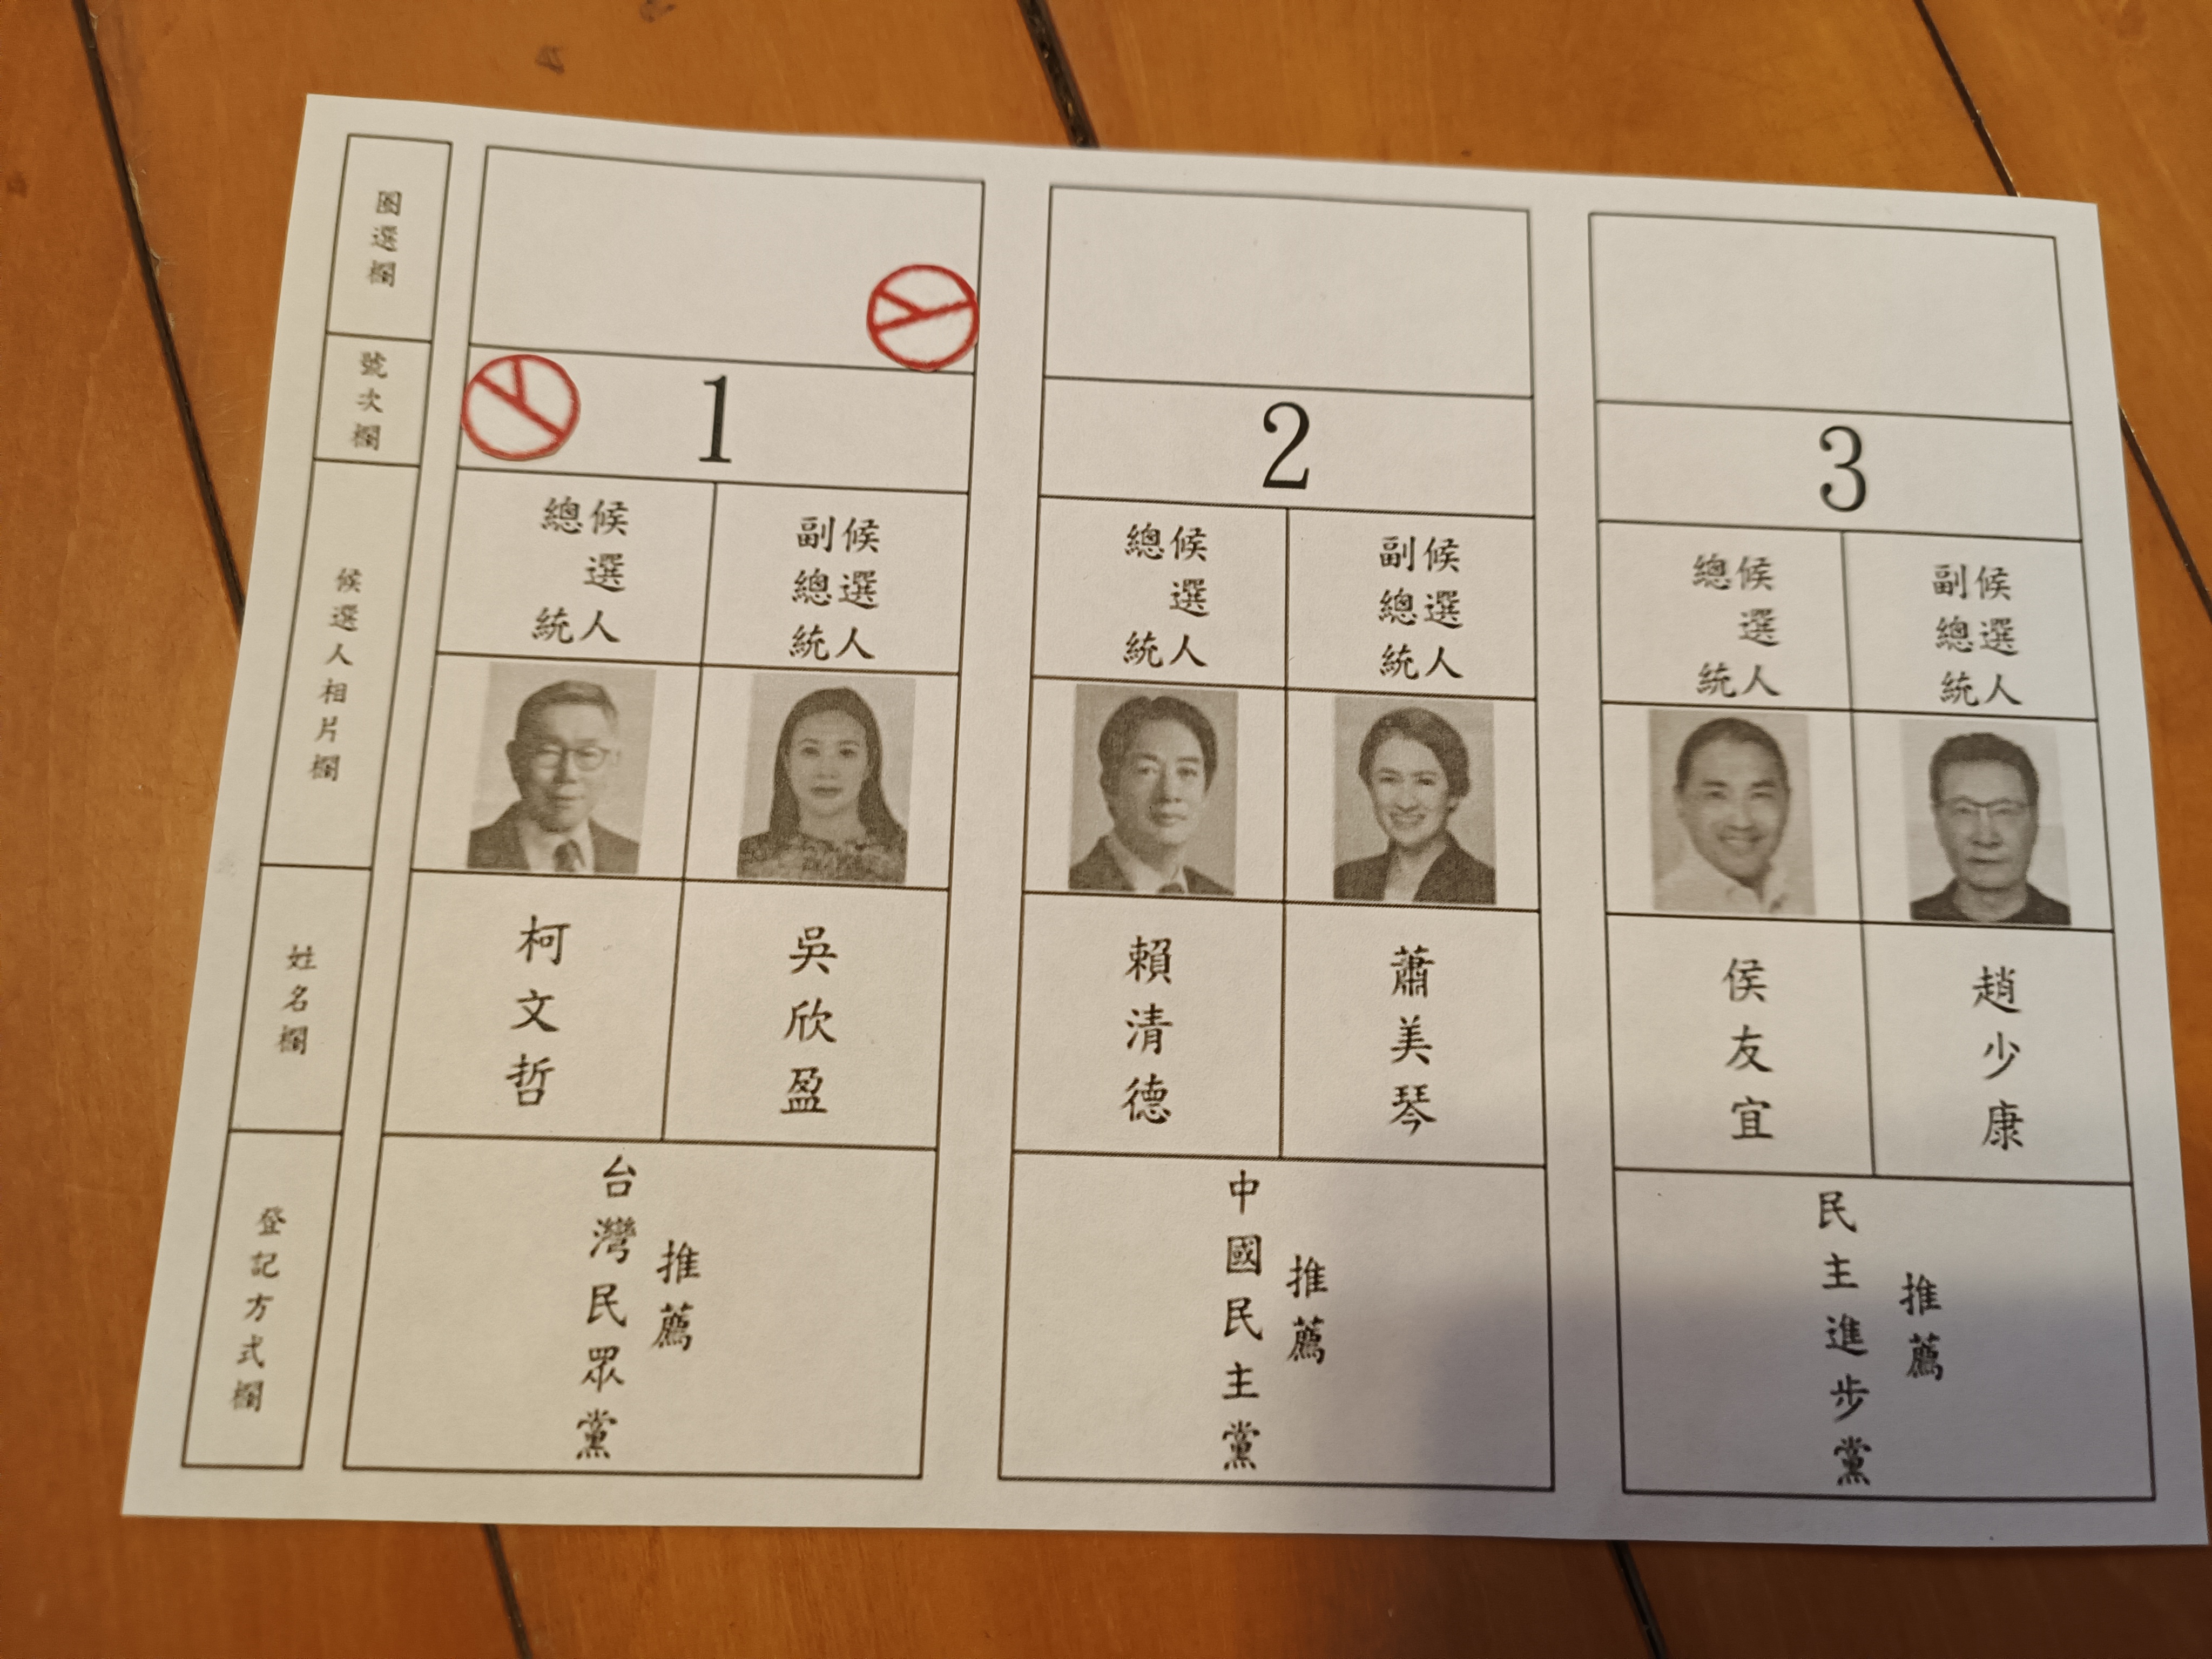 圈選欄
號次欄
候選人相片欄
姓名欄
登記方式欄
1
總統
候選人
副總統
候選人
柯文哲
吳欣盈
台灣民眾黨
推薦
2
總統
候選人
副總統
候選人
賴清德
蕭美琴
中國民主黨
推薦
3
總統
候選人
副總統
候選人
侯友宜
趙少康
民主進步黨
推薦